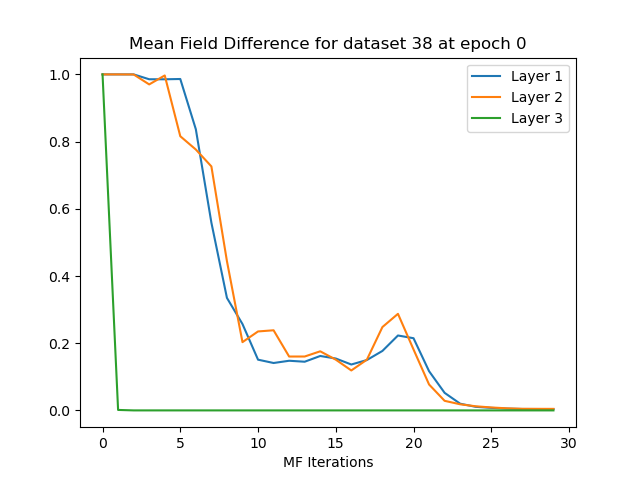 Mean Field Difference for dataset 38 at epoch 0
Layer 1
Layer 2
Layer 3
1.0
0.8
0.6
0.4
0.2
0.0
0 5 10 15 20 25 30
MF Iterations